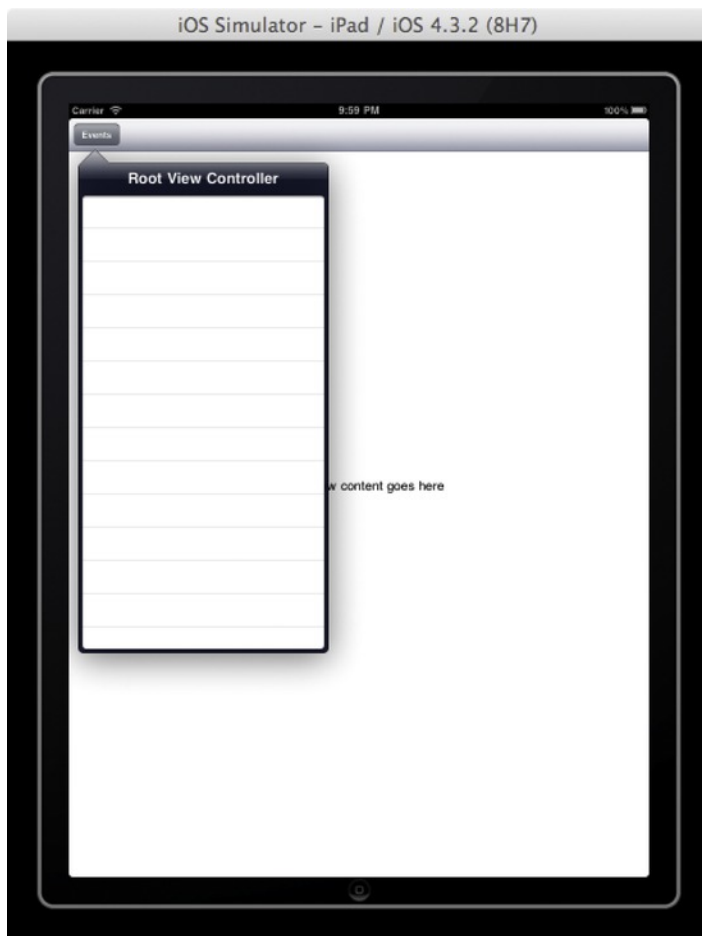 iOS Simulator – iPad / iOS 4.3.2 (8H7)
Carrier 9:59 PM 100%
Events
Root View Controller
w content goes here